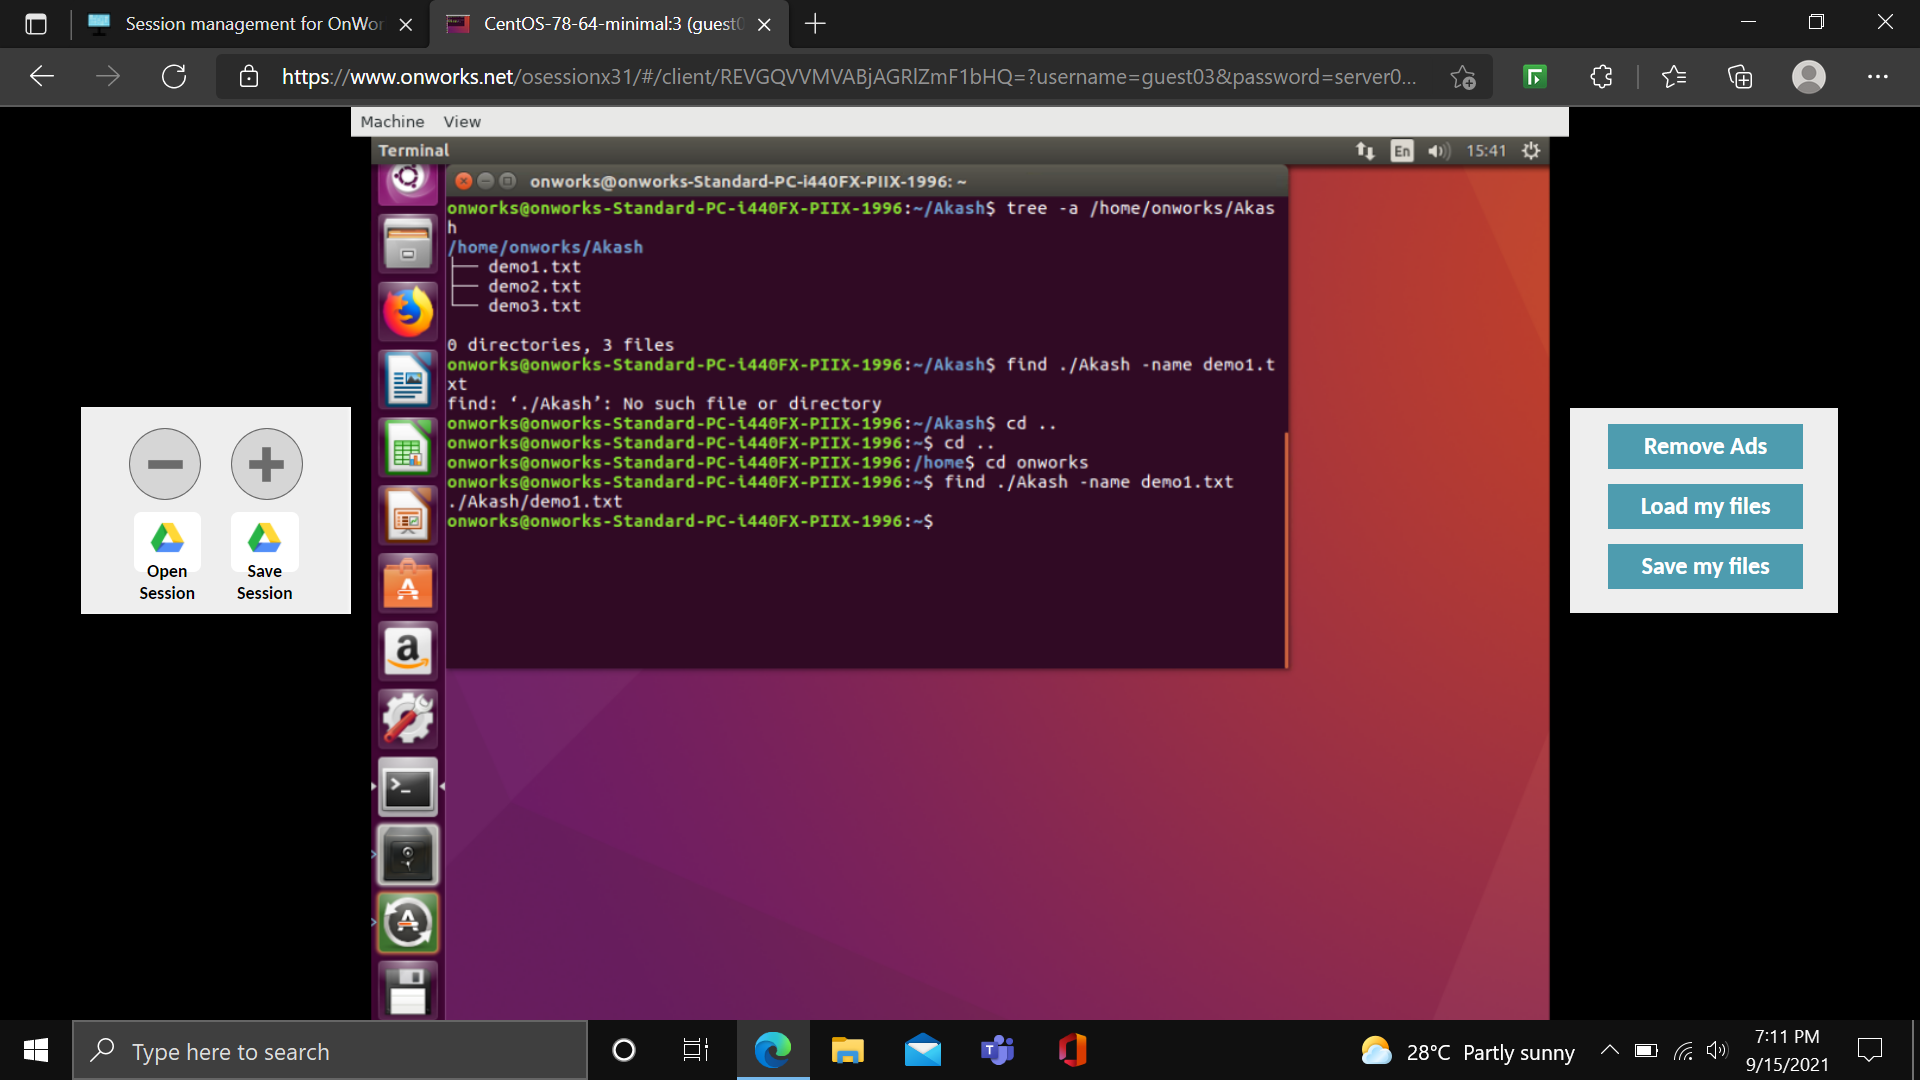 Session management for OnWor
CentOS-78-64-minimal:3 (guest0
https://www.onworks.net/osessionx31/#/client/REVGQVVMVABjAGRlZmF1bHQ=?username=guest03&password=server0...
Machine View
Terminal
En
15:41
onworks@onworks-Standard-PC-i440FX-PIIX-1996: ~
onworks@onworks-Standard-PC-i440FX-PIIX-1996:~/Akash$ tree -a /home/onworks/Akas
h
/home/onworks/Akash
├── demo1.txt
├── demo2.txt
└── demo3.txt
0 directories, 3 files
onworks@onworks-Standard-PC-i440FX-PIIX-1996:~/Akash$ find ./Akash -name demo1.t
xt
find: ‘./Akash’: No such file or directory
onworks@onworks-Standard-PC-i440FX-PIIX-1996:~/Akash$ cd ..
onworks@onworks-Standard-PC-i440FX-PIIX-1996:~$ cd ..
onworks@onworks-Standard-PC-i440FX-PIIX-1996:/home$ cd onworks
onworks@onworks-Standard-PC-i440FX-PIIX-1996:~$ find ./Akash -name demo1.txt
./Akash/demo1.txt
onworks@onworks-Standard-PC-i440FX-PIIX-1996:~$
Open
Session
Save
Session
Remove Ads
Load my files
Save my files
Type here to search
28°C Partly sunny
7:11 PM
9/15/2021